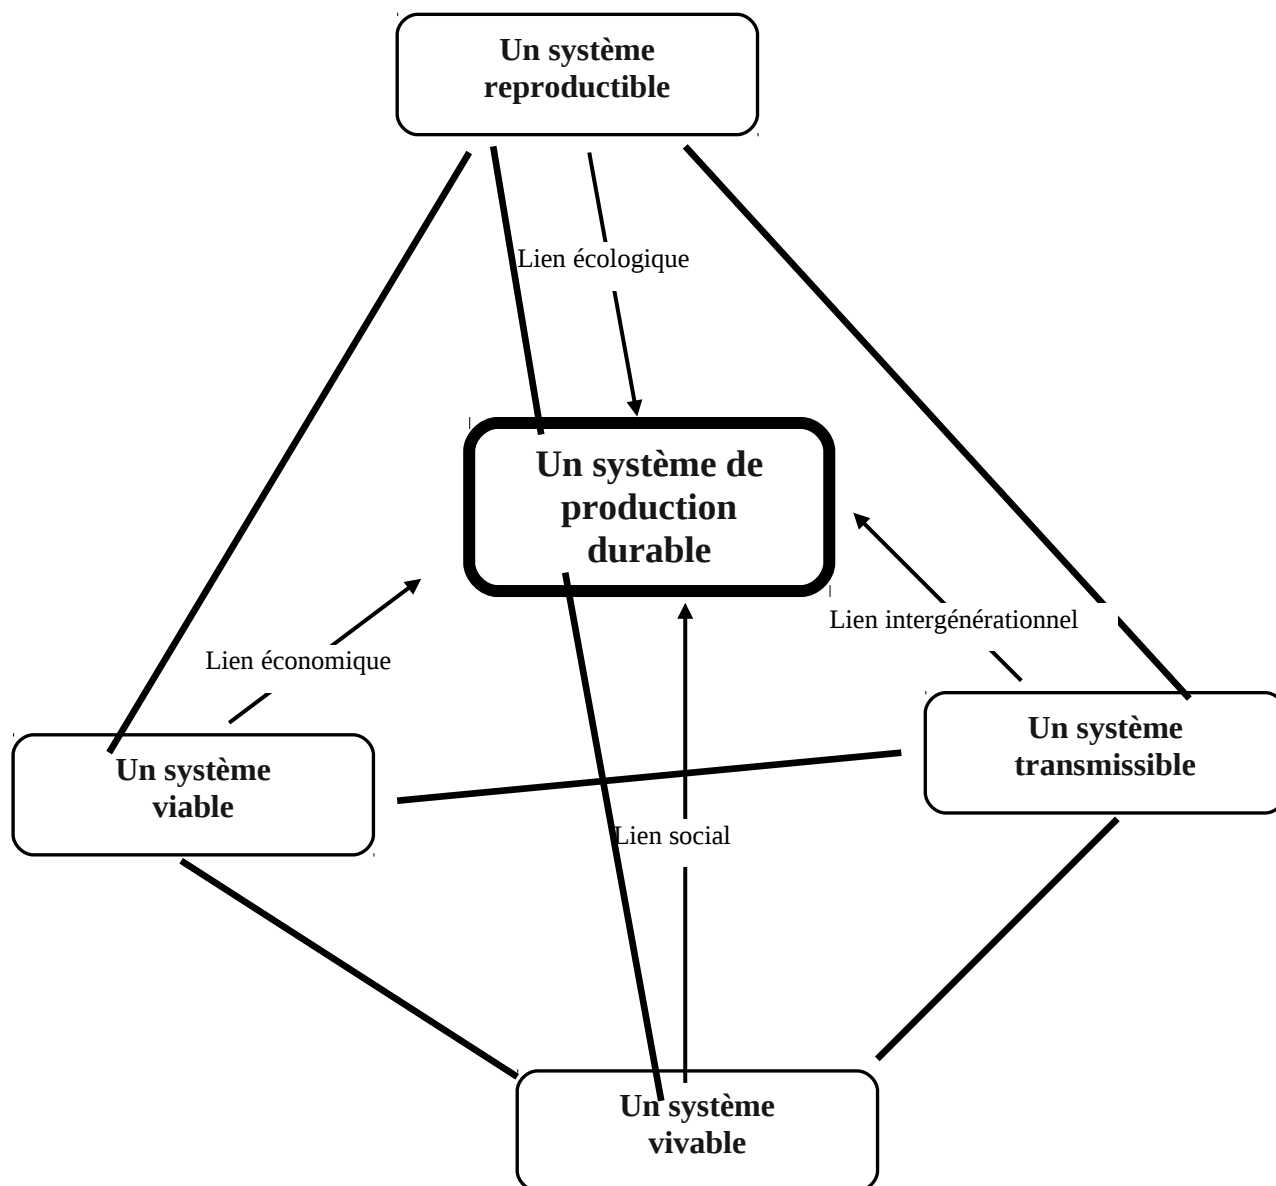 Un système
reproductible
Lien écologique
Un système de
production
durable
Lien intergénérationnel
Lien économique
Un système
transmissible
Un système
viable
Lien social
Un système
vivable